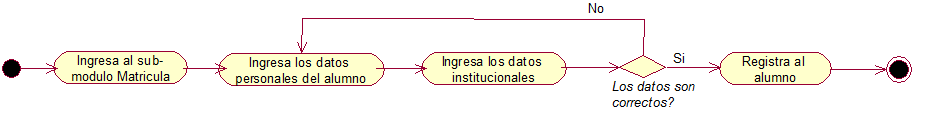 No
Ingresa al sub-
modulo Matricula
Ingresa los datos
personales del alumno
Ingresa los datos
institucionales
Si
Los datos son
correctos?
Registra al
alumno